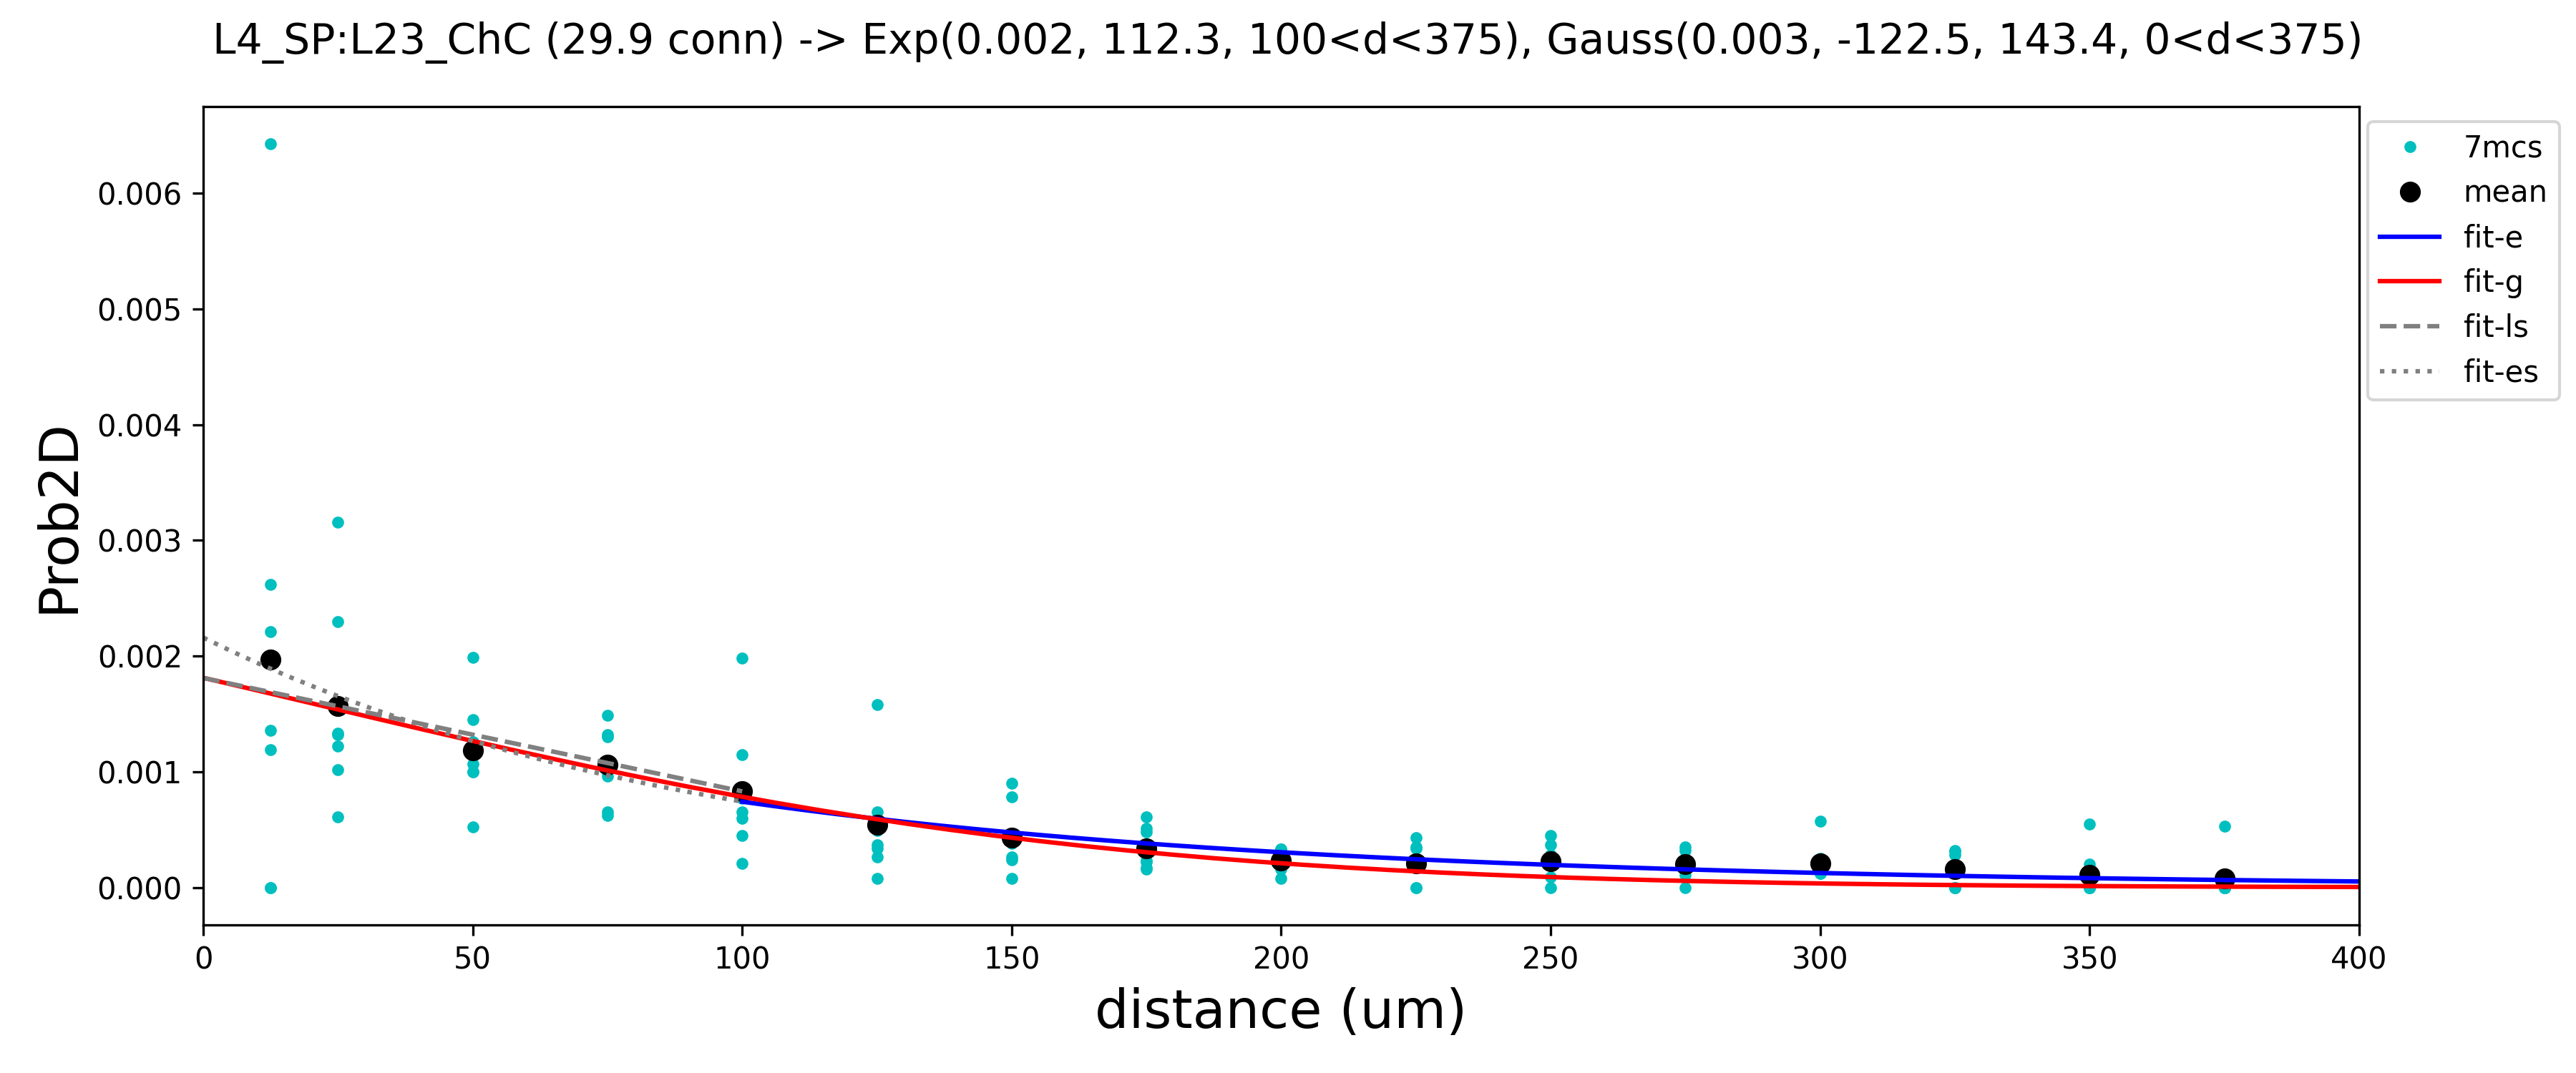 L4_SP:L23_ChC (29.9 conn) -> Exp(0.002, 112.3, 100<d<375), Gauss(0.003, -122.5, 143.4, 0<d<375)
7mcs
mean
fit-e
fit-g
fit-ls
fit-es
Prob2D
0.006
0.005
0.004
0.003
0.002
0.001
0.000
0 50 100 150 200 250 300 350 400
distance (um)